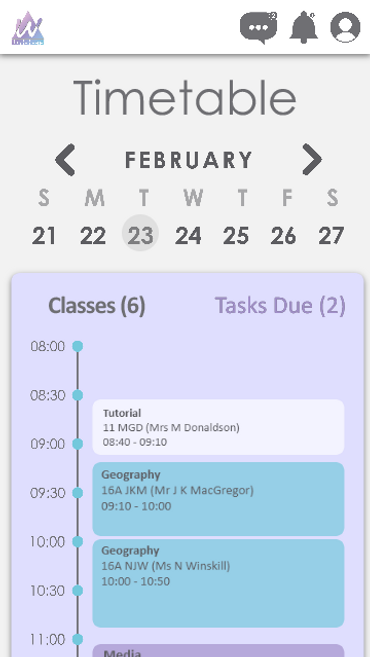 Timetable
FEBRUARY
S M T W T F S
21 22 23 24 25 26 27
Classes (6) Tasks Due (2)
08:00
08:30
Tutorial
11 MGD (Mrs M Donaldson)
08:40 - 09:10
09:00
Geography
16A JKM (Mr J K MacGregor)
09:30
09:10 - 10:00
10:00
Geography
16A NJW (Ms N Winskill)
10:00 - 10:50
10:30
11:00
Media